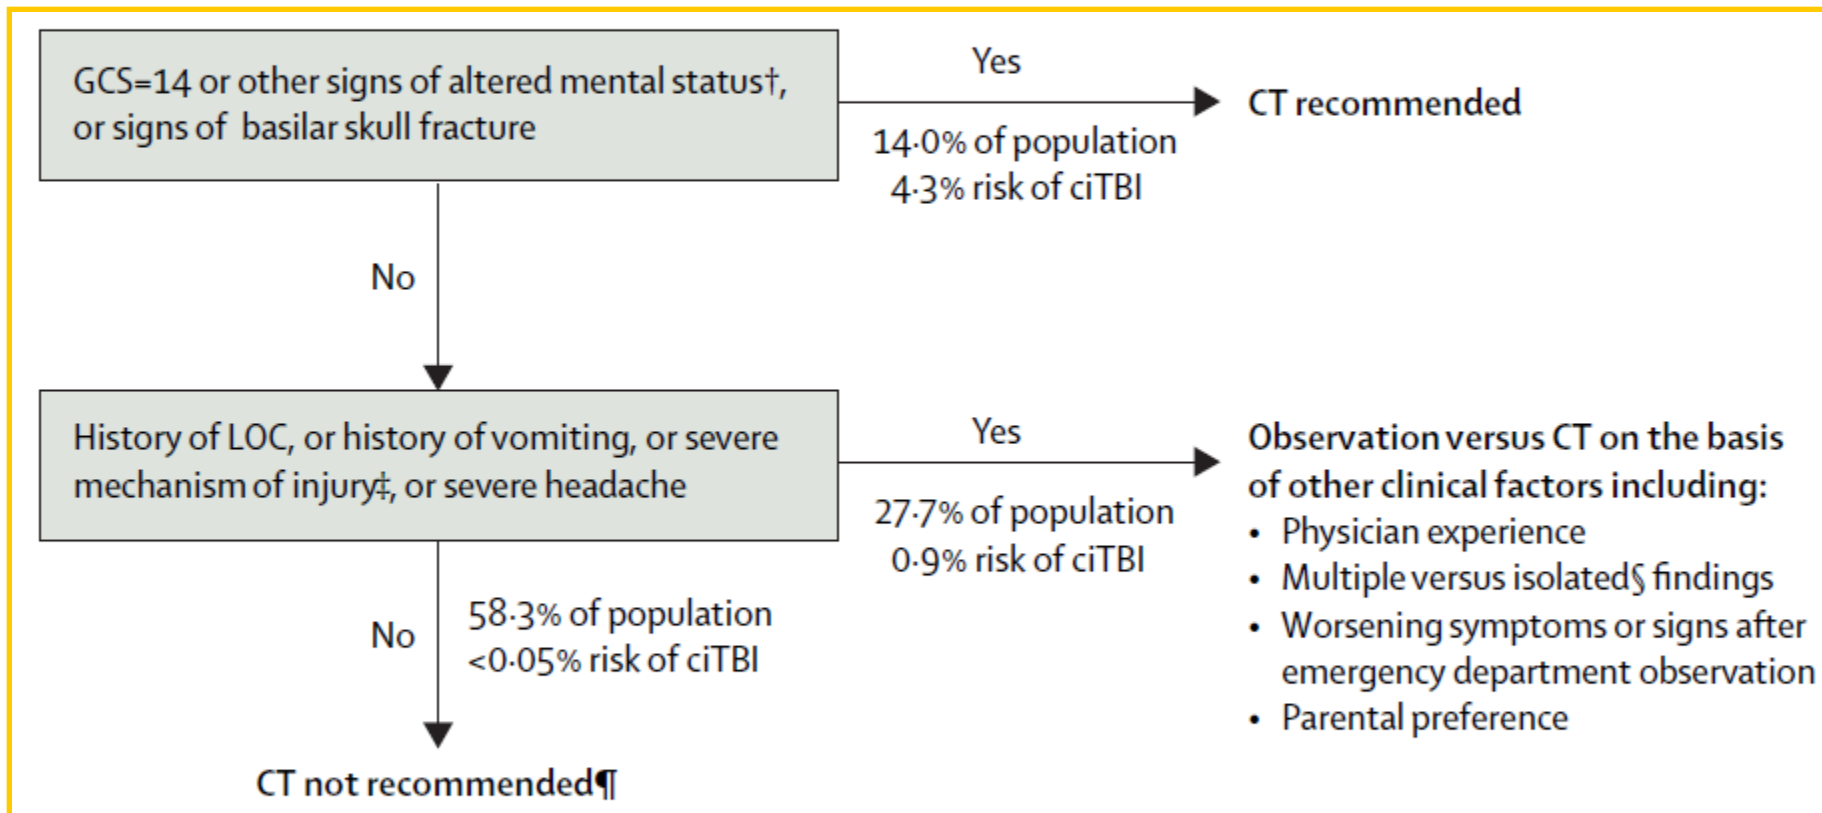 GCS=14 or other signs of altered mental status†,
or signs of basilar skull fracture
Yes
14·0% of population
4·3% risk of ciTBI
CT recommended
No
History of LOC, or history of vomiting, or severe
mechanism of injury‡, or severe headache
Yes
27·7% of population
0·9% risk of ciTBI
Observation versus CT on the basis
of other clinical factors including:
• Physician experience
• Multiple versus isolated§ findings
• Worsening symptoms or signs after
emergency department observation
• Parental preference
No
58·3% of population
<0·05% risk of ciTBI
CT not recommended¶